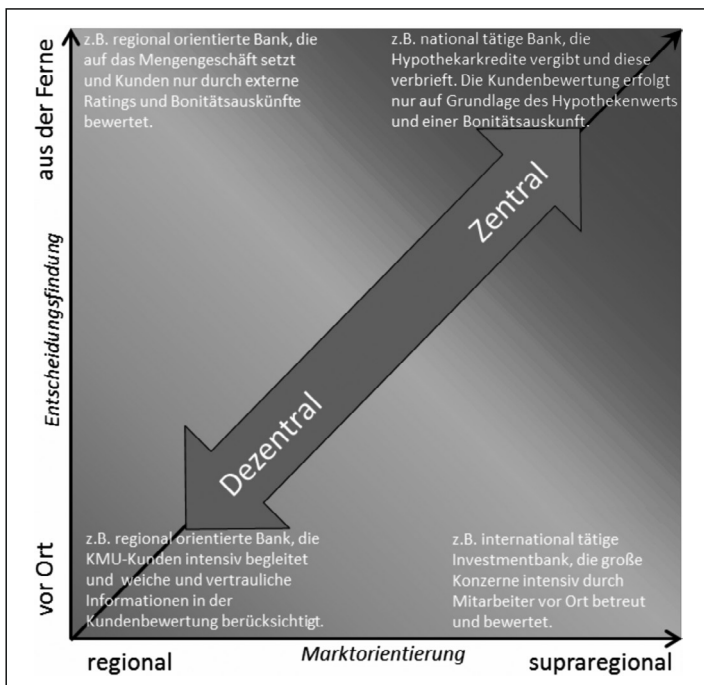 z.B. regional orientierte Bank, die
auf das Mengengeschäft setzt
und Kunden nur durch externe
Ratings und Bonitätsauskünfte
bewertet.
z.B. national tätige Bank, die
Hypothekarkredite vergibt und diese
verbrieft. Die Kundenbewertung erfolgt
nur auf Grundlage des Hypothekenwerts
und einer Bonitätsauskunft.
aus der Ferne
Zentral
Entscheidungsfindung
Dezentral
vor Ort
z.B. regional orientierte Bank, die
KMU-Kunden intensiv begleitet
und weiche und vertrauliche
Informationen in der
Kundenbewertung berücksichtigt.
z.B. international tätige
Investmentbank, die große
Konzerne intensiv durch
Mitarbeiter vor Ort betreut
und bewertet.
regional
Marktorientierung
supraregional